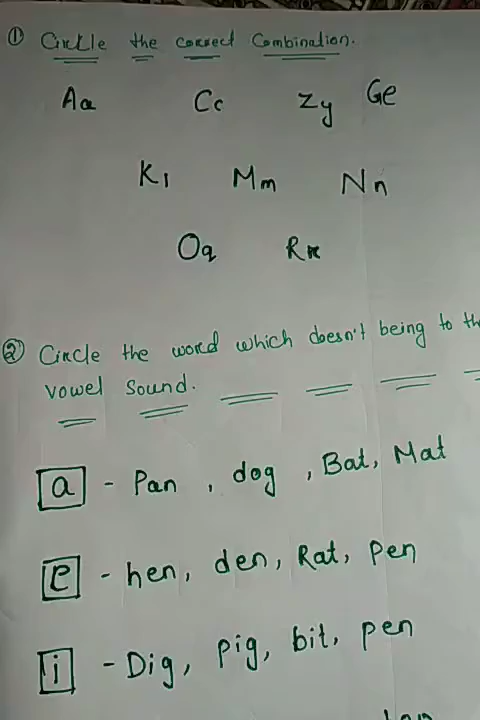 ① Circle the correct Combination.
Aa Cc Zy Ge
Kl Mm Nn
Oq Rr
② Circle the word which doesn't being to the
vowel Sound.
a - Pan , dog , Bat, Mat
e - hen, den, Rat, Pen
i - Dig, pig, bit, pen